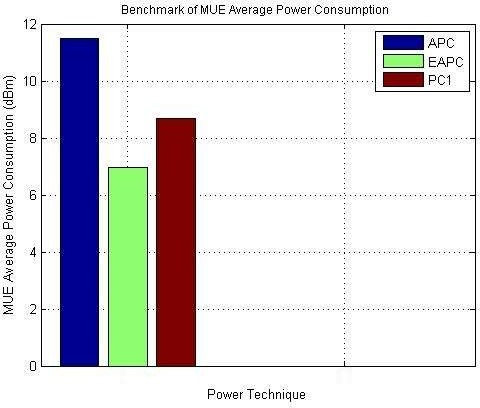 Benchmark of MUE Average Power Consumption
MUE Average Power Consumption (dBm)
12
10
8
6
4
2
0
APC
EAPC
PC1
Power Technique